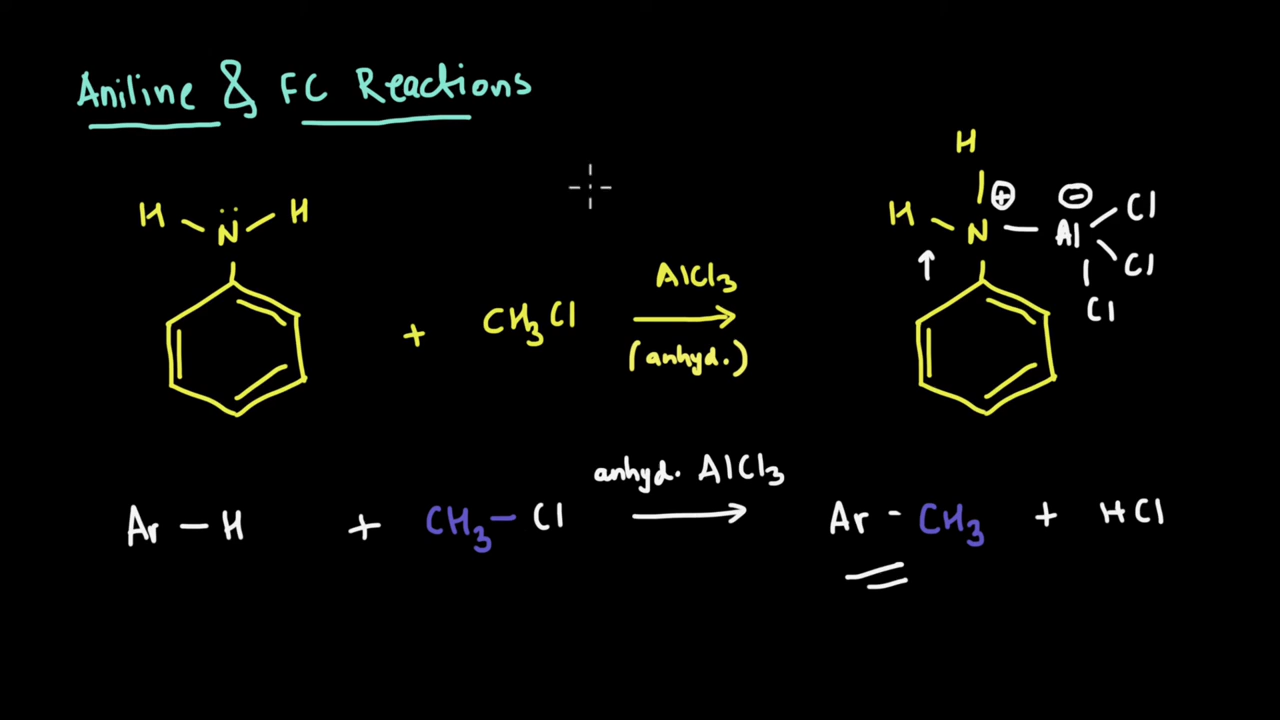 Aniline & FC Reactions
H N H + CH3Cl AlCl3 (anhyd.)
H H N + Al - Cl Cl Cl ↑
Ar - H + CH3 - Cl anhyd. AlCl3 Ar - CH3 + HCl